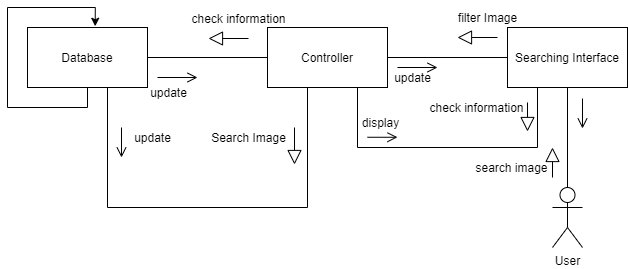 filter Image
check information
Database
Controller
Searching Interface
update
update
check information
display
update
Search Image
search image
User